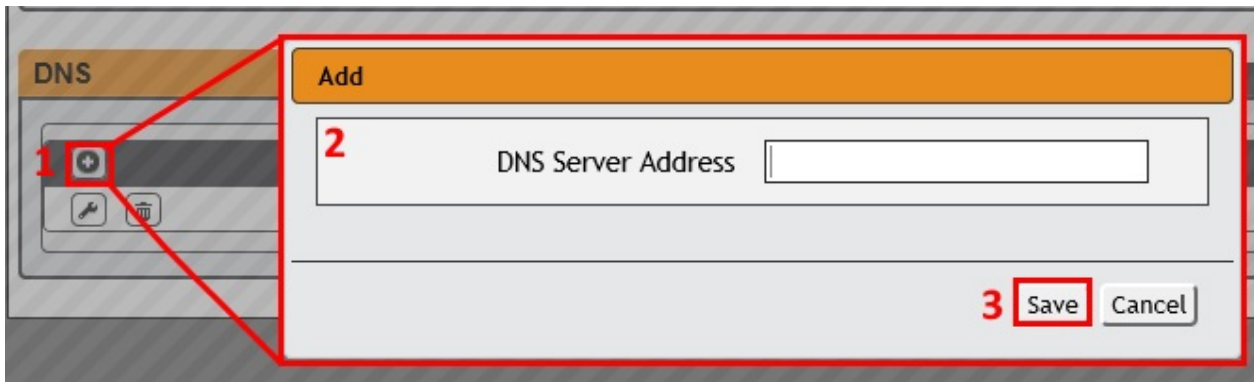 DNS
Add
1
2
DNS Server Address
3 Save Cancel